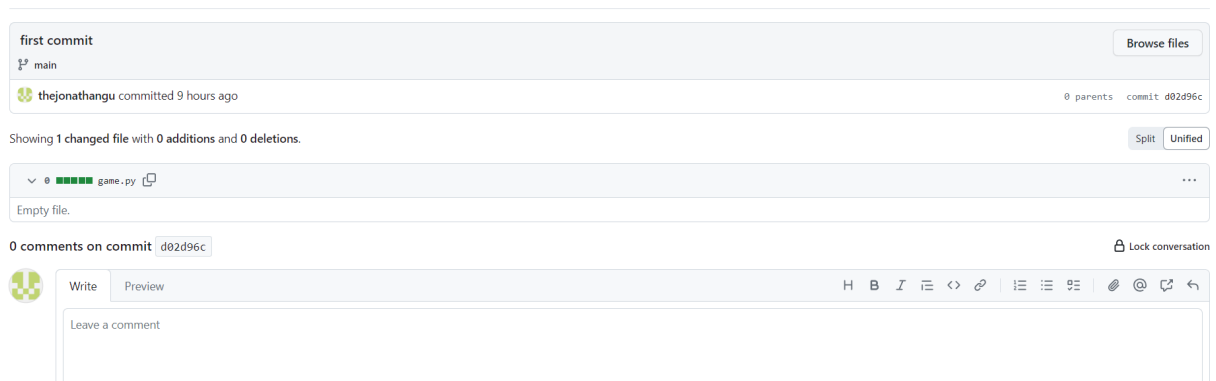 first commit
Browse files
main
thejonathangu committed 9 hours ago
0 parents commit d02d96c
Showing 1 changed file with 0 additions and 0 deletions.
Split Unified
0 game.py
Empty file.
0 comments on commit d02d96c
Lock conversation
Write Preview
Leave a comment